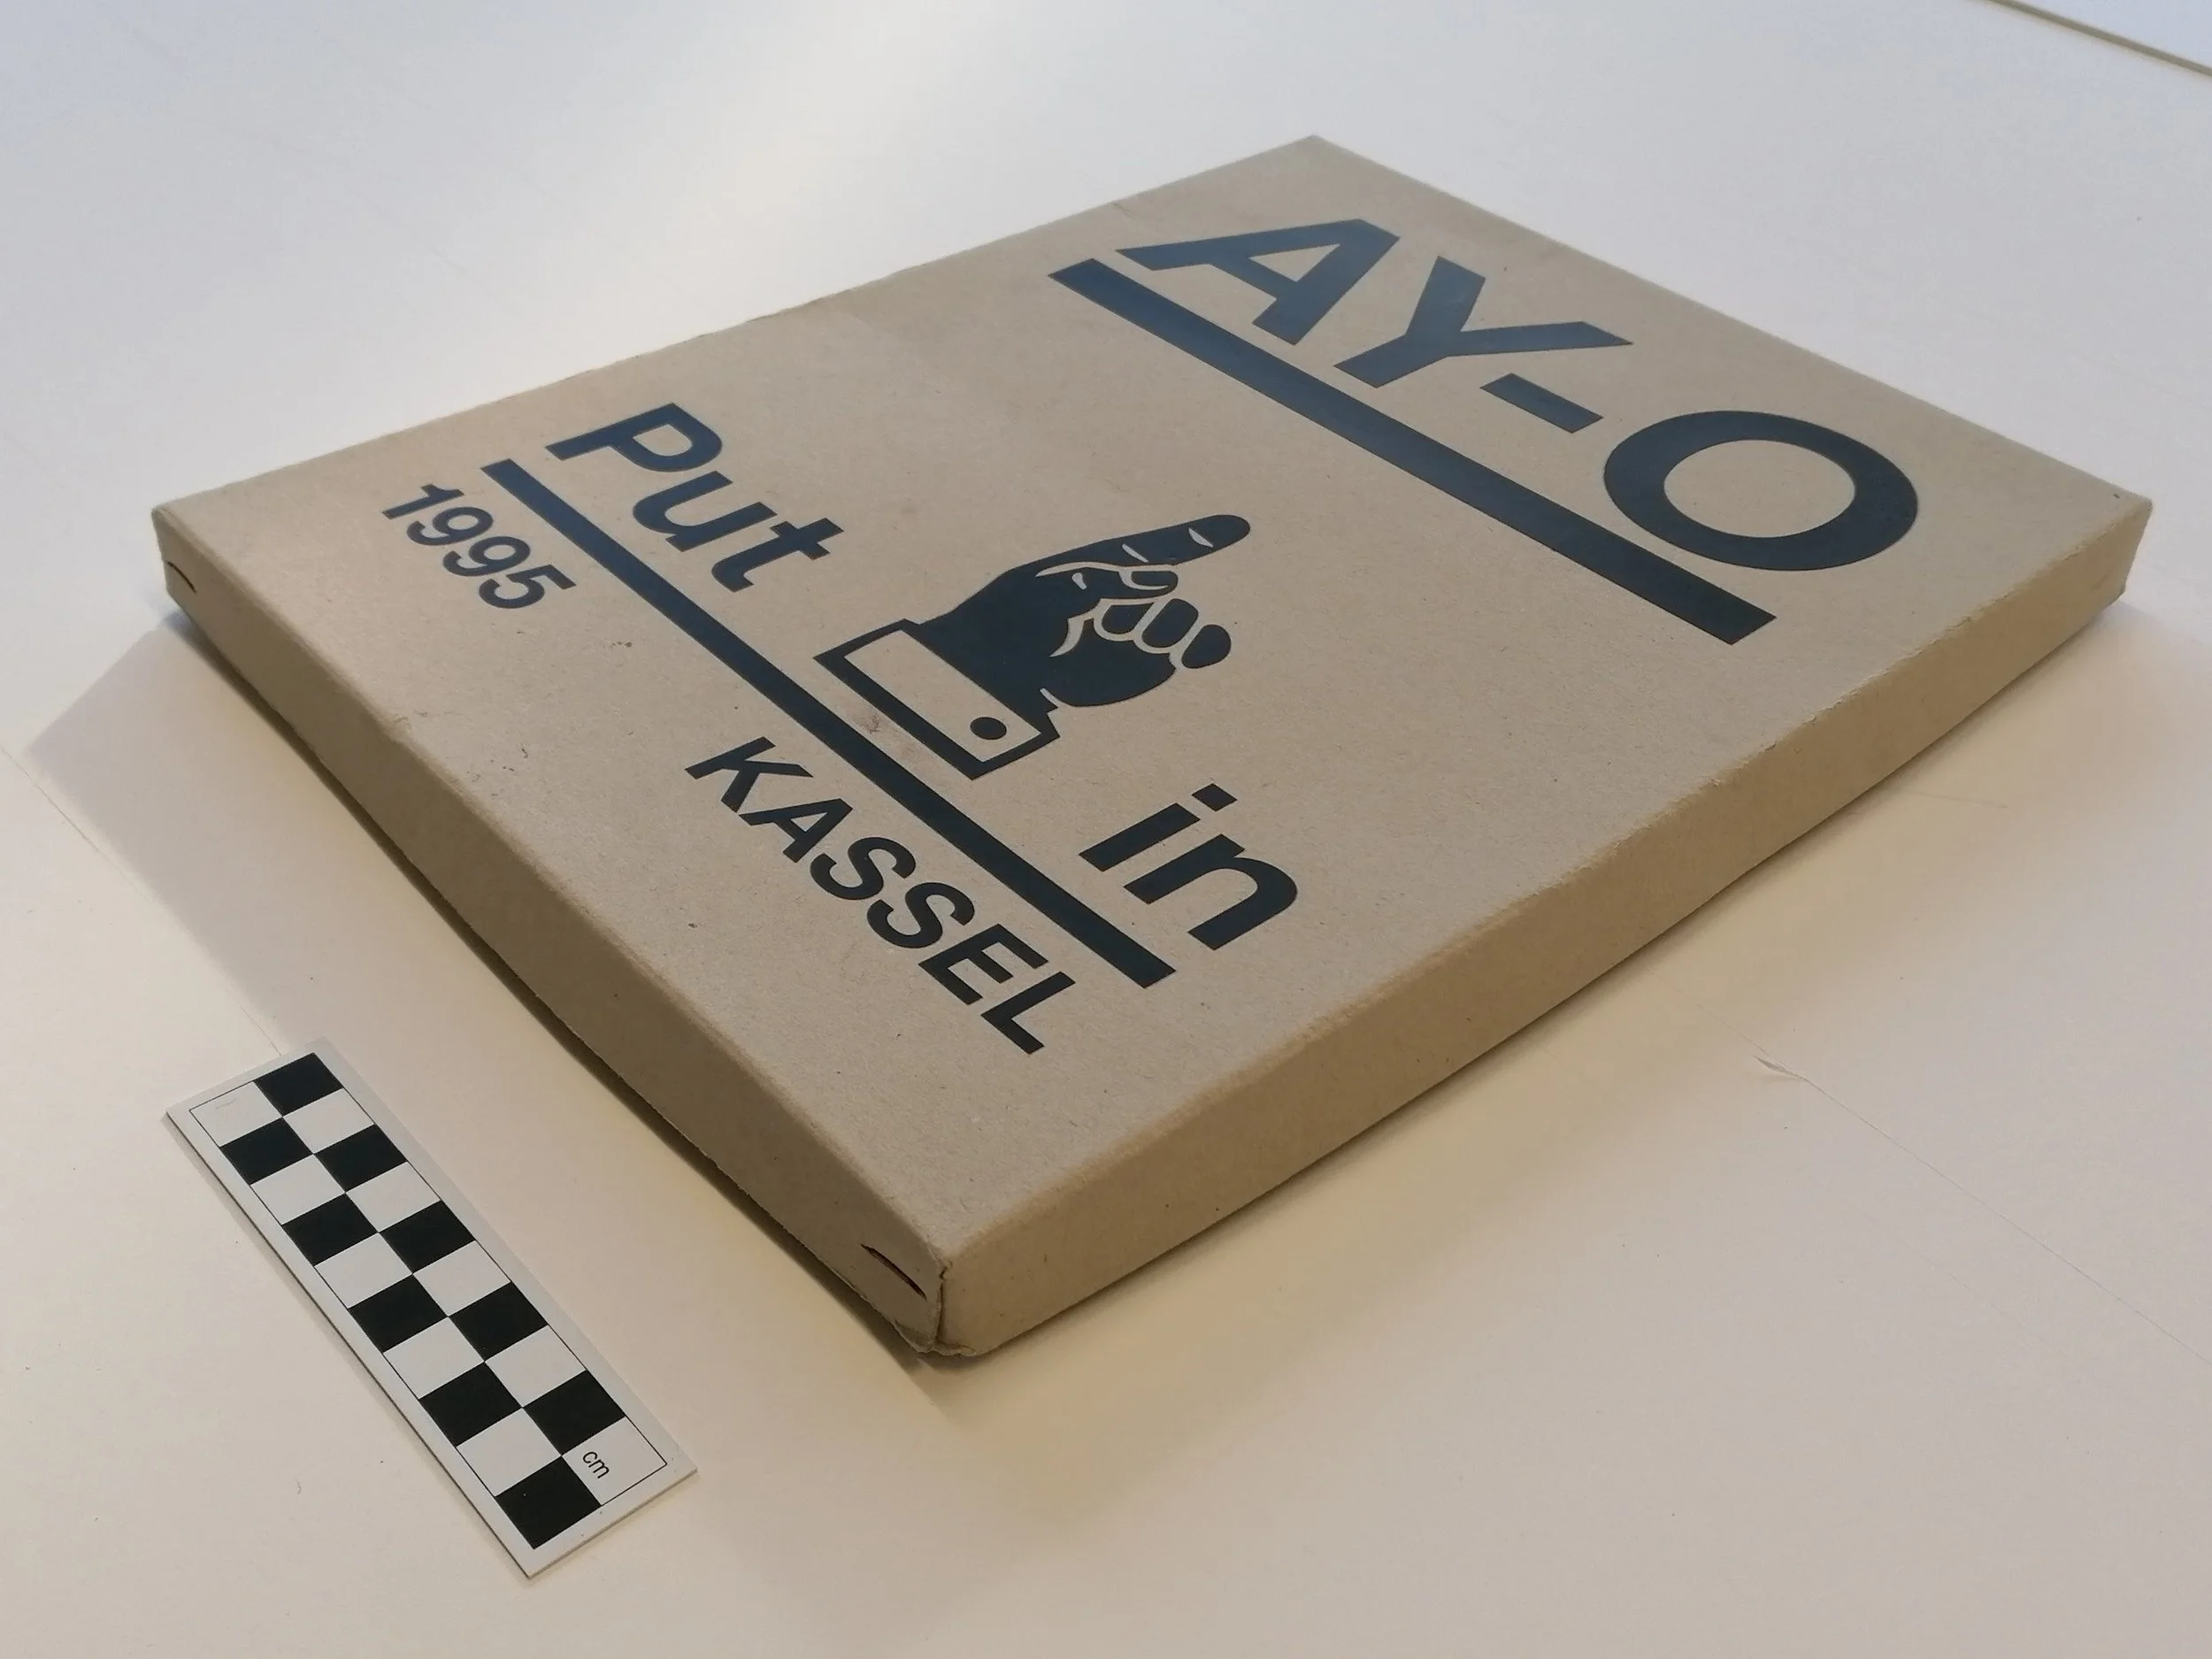 AY-O
Put in
1995 KASSEL
cm